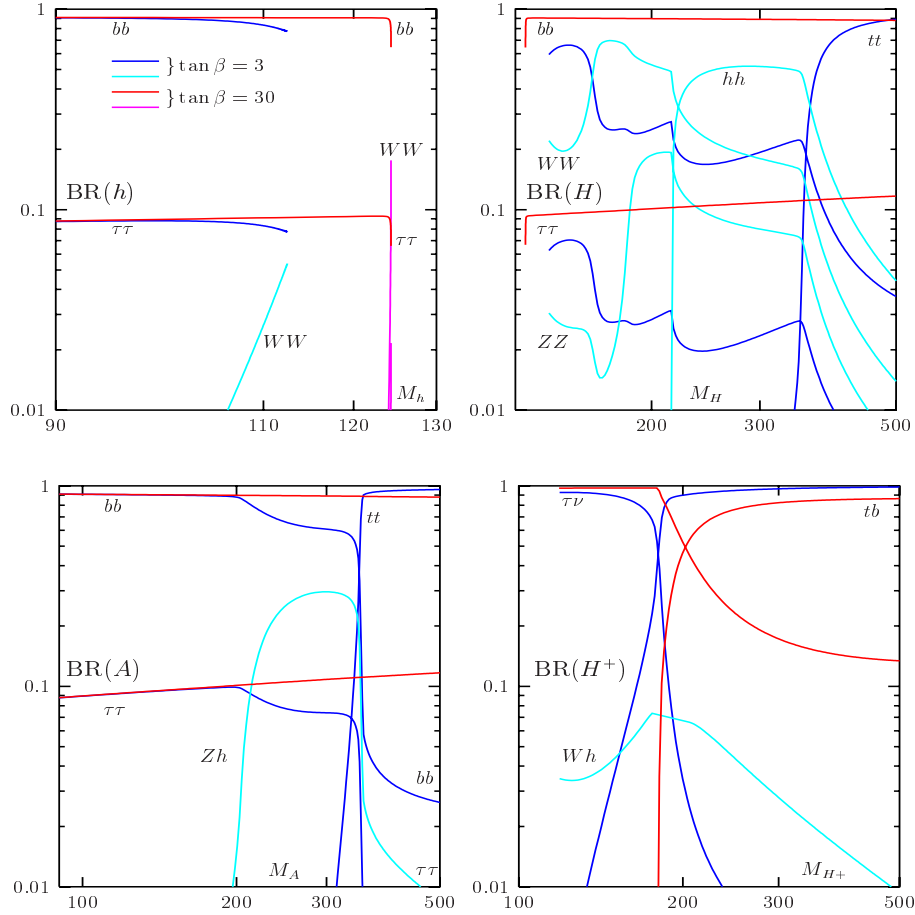 1
bb
bb
} tan β = 3
} tan β = 30
WW
BR(h)
0.1
ττ
ττ
WW
M_h
0.01
90
110
120
130
1
bb
tt
hh
WW
BR(H)
0.1
ττ
ZZ
M_H
0.01
200
300
500
1
bb
tt
BR(A)
0.1
ττ
Zh
bb
M_A
ττ
0.01
100
200
300
500
1
τν
tb
BR(H⁺)
0.1
Wh
M_{H+}
0.01
100
200
300
500